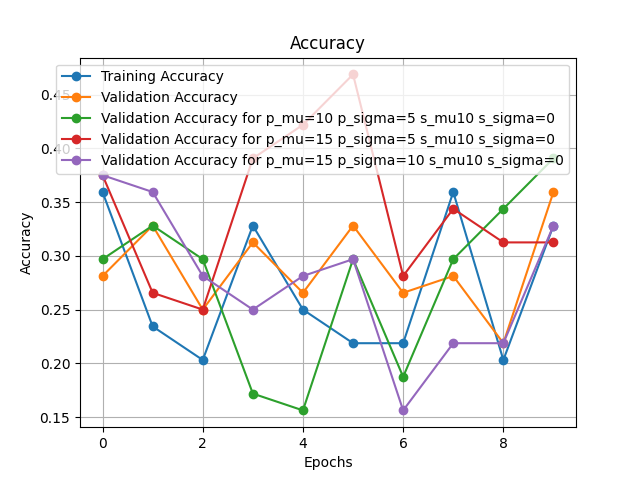 Accuracy
Training Accuracy
Validation Accuracy
Validation Accuracy for p_mu=10 p_sigma=5 s_mu10 s_sigma=0
Validation Accuracy for p_mu=15 p_sigma=5 s_mu10 s_sigma=0
Validation Accuracy for p_mu=15 p_sigma=10 s_mu10 s_sigma=0
0.45
0.40
0.35
0.30
0.25
0.20
0.15
Accuracy
0 2 4 6 8
Epochs